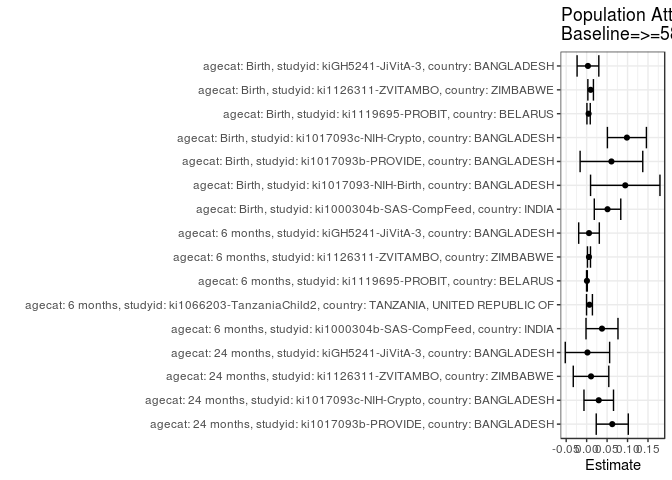 Population Att
Baseline=>=58
agecat: Birth, studyid: kiGH5241-JiVitA-3, country: BANGLADESH
agecat: Birth, studyid: ki1126311-ZVITAMBO, country: ZIMBABWE
agecat: Birth, studyid: ki1119695-PROBIT, country: BELARUS
agecat: Birth, studyid: ki1017093c-NIH-Crypto, country: BANGLADESH
agecat: Birth, studyid: ki1017093b-PROVIDE, country: BANGLADESH
agecat: Birth, studyid: ki1017093-NIH-Birth, country: BANGLADESH
agecat: Birth, studyid: ki1000304b-SAS-CompFeed, country: INDIA
agecat: 6 months, studyid: kiGH5241-JiVitA-3, country: BANGLADESH
agecat: 6 months, studyid: ki1126311-ZVITAMBO, country: ZIMBABWE
agecat: 6 months, studyid: ki1119695-PROBIT, country: BELARUS
agecat: 6 months, studyid: ki1066203-TanzaniaChild2, country: TANZANIA, UNITED REPUBLIC OF
agecat: 6 months, studyid: ki1000304b-SAS-CompFeed, country: INDIA
agecat: 24 months, studyid: kiGH5241-JiVitA-3, country: BANGLADESH
agecat: 24 months, studyid: ki1126311-ZVITAMBO, country: ZIMBABWE
agecat: 24 months, studyid: ki1017093c-NIH-Crypto, country: BANGLADESH
agecat: 24 months, studyid: ki1017093b-PROVIDE, country: BANGLADESH
-0.05 0.00 0.05 0.10 0.15
Estimate